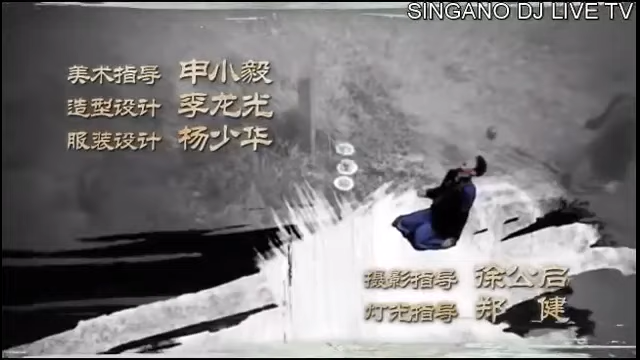 SINGANO DJ LIVE TV
美术指导 申小毅
造型设计 李龙光
服装设计 杨少华
摄影指导 徐公启
灯光指导 郑 健